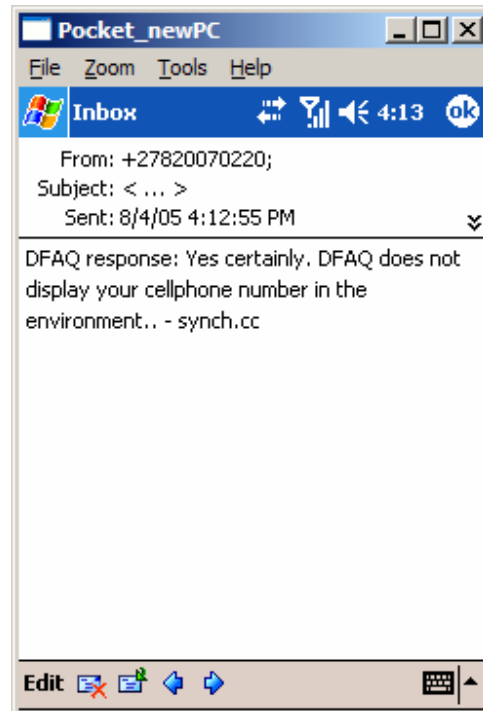 Pocket_newPC
File Zoom Tools Help
Inbox 4:13 ok
From: +27820070220;
Subject: < ... >
Sent: 8/4/05 4:12:55 PM
DFAQ response: Yes certainly. DFAQ does not
display your cellphone number in the
environment.. - synch.cc
Edit